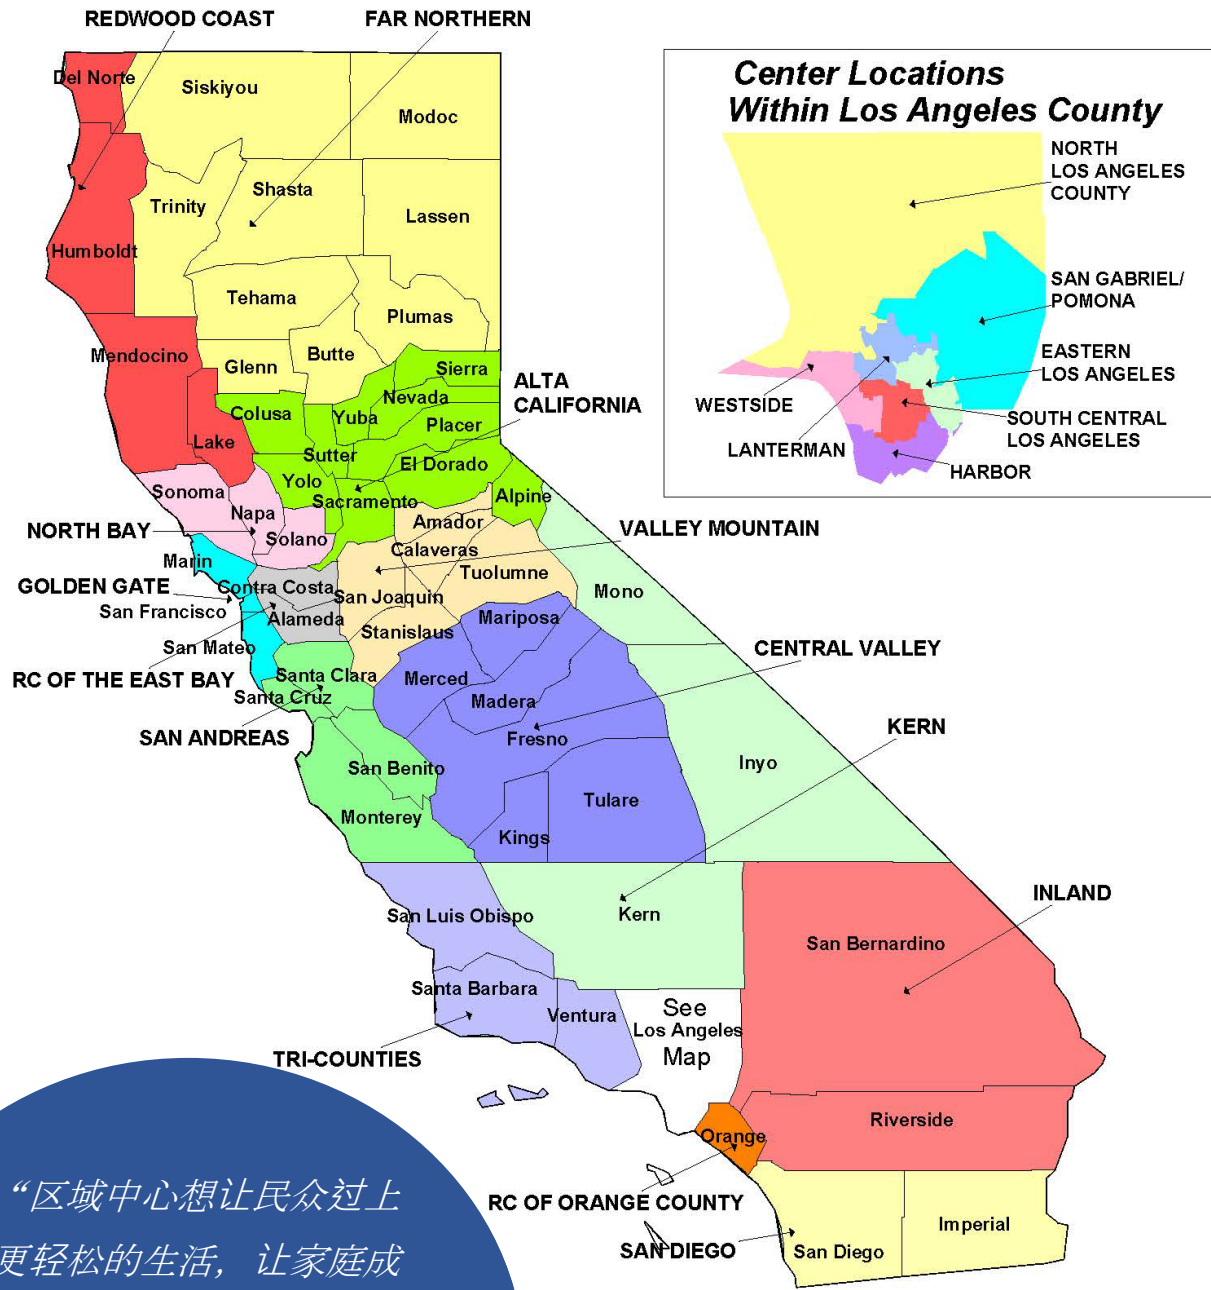 REDWOOD COAST
FAR NORTHERN
Del Norte
Siskiyou
Modoc
Trinity
Shasta
Lassen
Humboldt
Tehama
Plumas
Mendocino
Glenn
Butte
Sierra
Nevada
Colusa
Yuba
Placer
Lake
Sutter
El Dorado
Yolo
Sacramento
Alpine
ALTA
CALIFORNIA
Sonoma
Napa
Solano
NORTH BAY
Amador
Calaveras
VALLEY MOUNTAIN
Marin
Tuolumne
GOLDEN GATE
Contra Costa
San Joaquin
Mono
San Francisco
Alameda
Mariposa
Stanislaus
San Mateo
RC OF THE EAST BAY
Santa Clara
Merced
CENTRAL VALLEY
Santa Cruz
Madera
SAN ANDREAS
Fresno
KERN
San Benito
Inyo
Monterey
Tulare
Kings
INLAND
San Luis Obispo
Kern
San Bernardino
Santa Barbara
Ventura
See
Los Angeles
Map
TRI-COUNTIES
Riverside
Orange
RC OF ORANGE COUNTY
SAN DIEGO
San Diego
Imperial
Center Locations
Within Los Angeles County
NORTH
LOS ANGELES
COUNTY
SAN GABRIEL/
POMONA
EASTERN
LOS ANGELES
WESTSIDE
SOUTH CENTRAL
LOS ANGELES
LANTERMAN
HARBOR
“区域中心想让民众过上
更轻松的生活，让家庭成